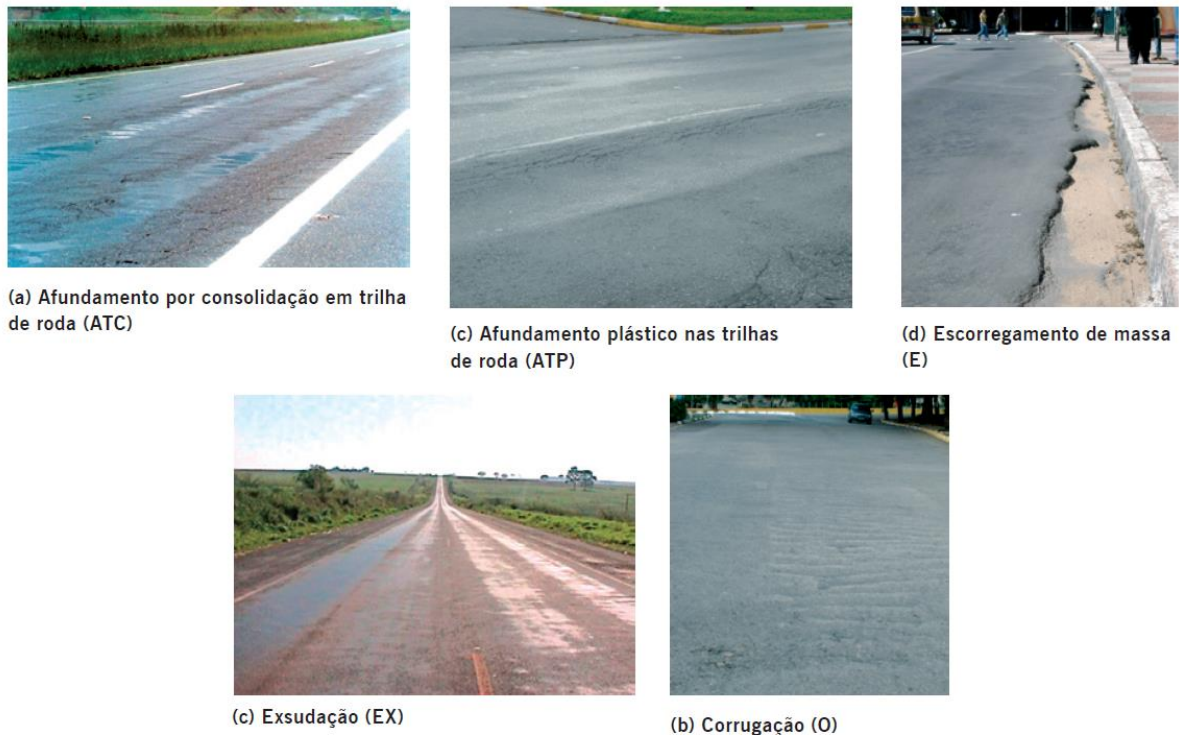 (a) Afundamento por consolidação em trilha
de roda (ATC)
(c) Afundamento plástico nas trilhas
de roda (ATP)
(d) Escorregamento de massa
(E)
(c) Exsudação (EX)
(b) Corrugação (O)